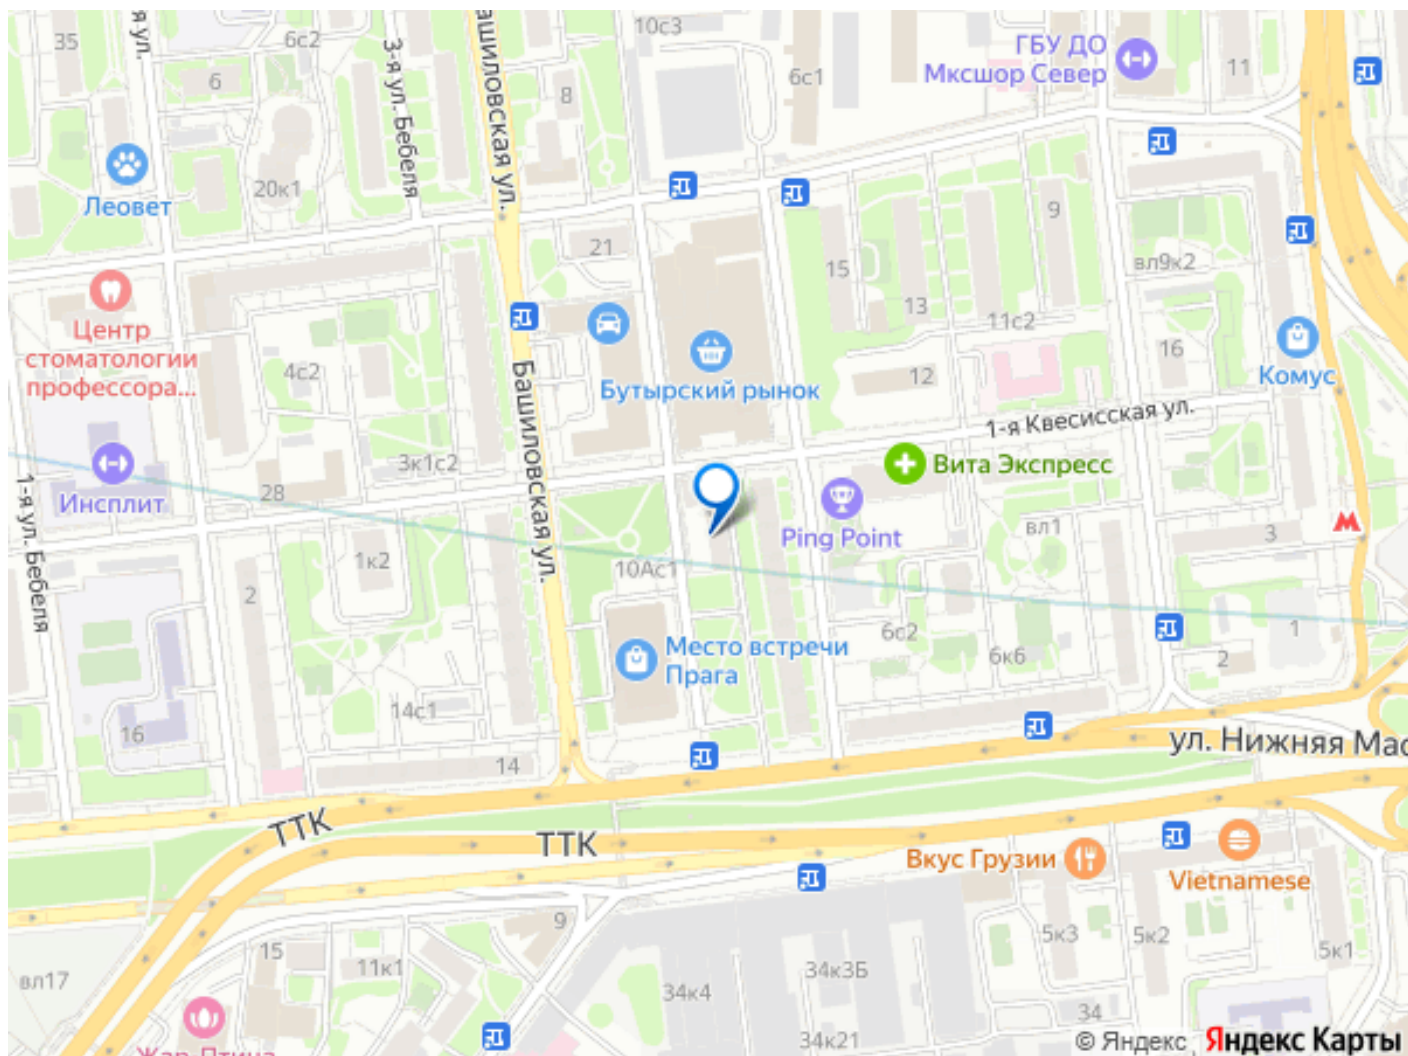 35
я ул.
6с2
3-я ул. Бебеля
Башиловская ул.
10с3
8
6с1
ГБУ ДО
Мксшор Север
11
6
Леовет
20к1
21
15
13
9
вл9к2
11с2
16
Комус
Центр
стоматологии
профессора...
4с2
Бутырский рынок
12
1-я Квесисская ул.
Башиловская ул.
3к1с2
Вита Экспресс
Инсплит
28
1-я ул. Бебеля
Ping Point
вл1
3
1к2
2
10Ас1
6с2
6к6
1
2
Место встречи
Прага
14с1
16
14
ул. Нижняя Мас
ТТК
ТТК
Вкус Грузии
Vietnamese
9
15
11к1
вл17
34к4
34к3Б
5к3
5к2
5к1
34
34к21
Жар-Птица
© Яндекс
Яндекс Карты